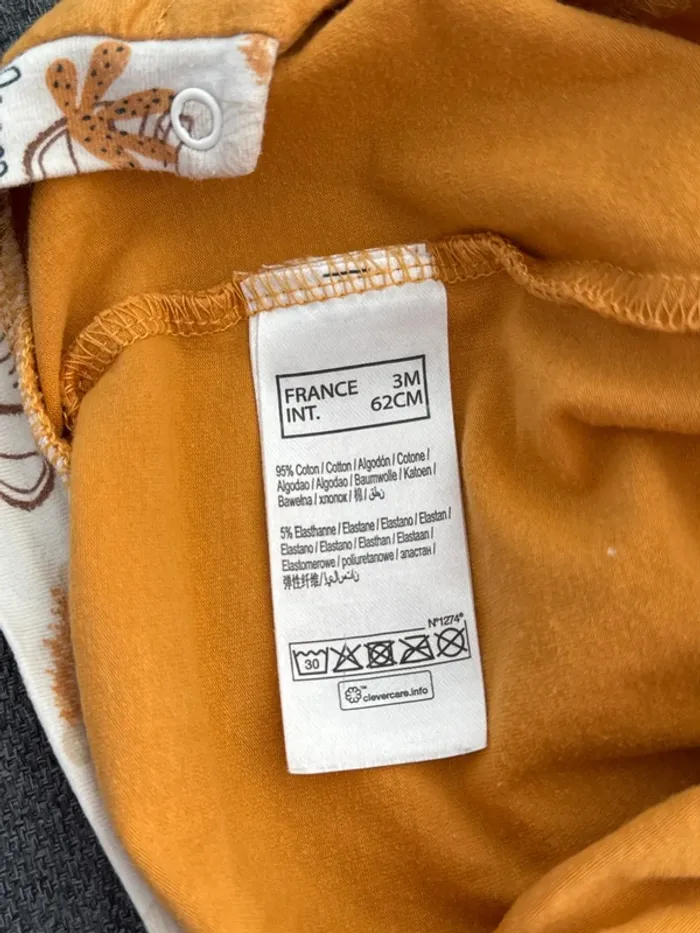 FRANCE 3M
INT. 62CM
95% Coton / Cotton / Algodón / Cotone /
Algodao / Algodao / Baumwolle / Katoen /
Bawełna / хлопок / 棉 / قطن
5% Elasthanne / Elastane / Elastano / Elastan /
Elastano / Elastano / Elasthan / Elastaan /
Elastomerowe / poliuretanowe / эластан /
弹性纤维 / إيلاستان
N°1274*
30
clevercare.info